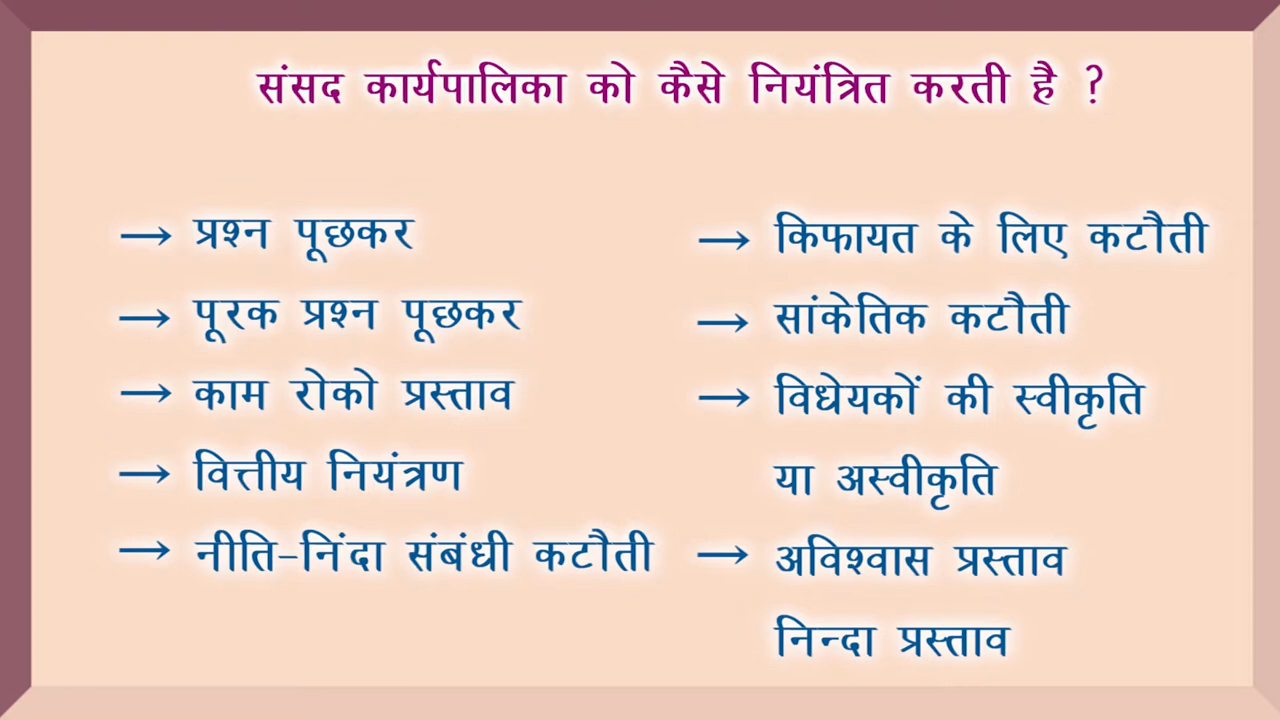 संसद कार्यपालिका को कैसे नियंत्रित करती है ?
→ प्रश्न पूछकर
→ पूरक प्रश्न पूछकर
→ काम रोको प्रस्ताव
→ वित्तीय नियंत्रण
→ नीति-निंदा संबंधी कटौती
→ किफायत के लिए कटौती
→ सांकेतिक कटौती
→ विधेयकों की स्वीकृति
या अस्वीकृति
→ अविश्वास प्रस्ताव
निन्दा प्रस्ताव